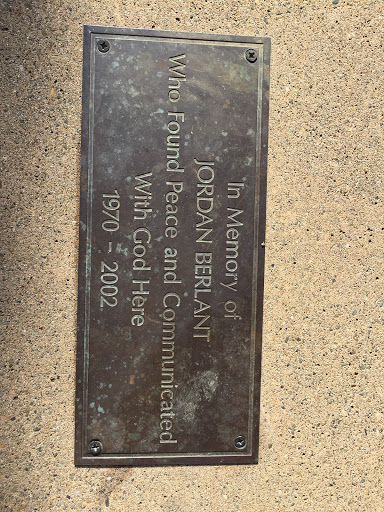 In Memory of
JORDAN BERLANT
Who Found Peace and Communicated
With God Here
1970 - 2002